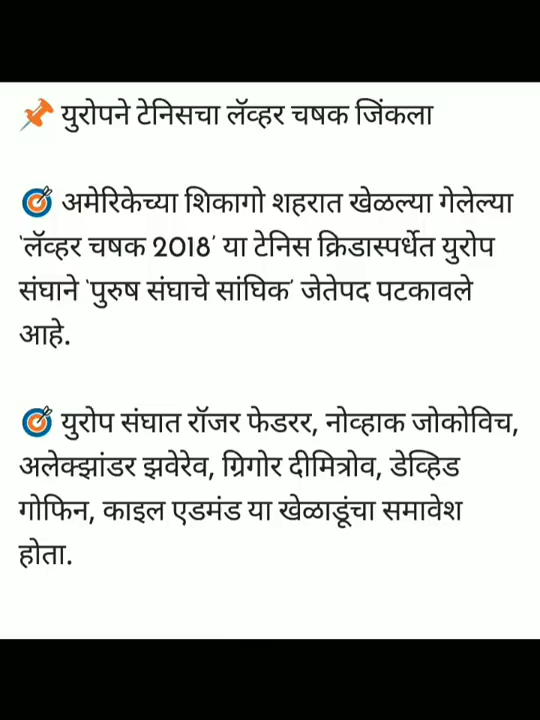 📌 युरोपने टेनिसचा लॅव्हर चषक जिंकला
🎯 अमेरिकेच्या शिकागो शहरात खेळल्या गेलेल्या
'लॅव्हर चषक 2018' या टेनिस क्रिडास्पर्धेत युरोप
संघाने 'पुरुष संघाचे सांघिक' जेतेपद पटकावले
आहे.
🎯 युरोप संघात रॉजर फेडरर, नोव्हाक जोकोविच,
अलेक्झांडर झवेरेव, ग्रिगोर दीमित्रोव, डेव्हिड
गोफिन, काइल एडमंड या खेळाडूंचा समावेश
होता.